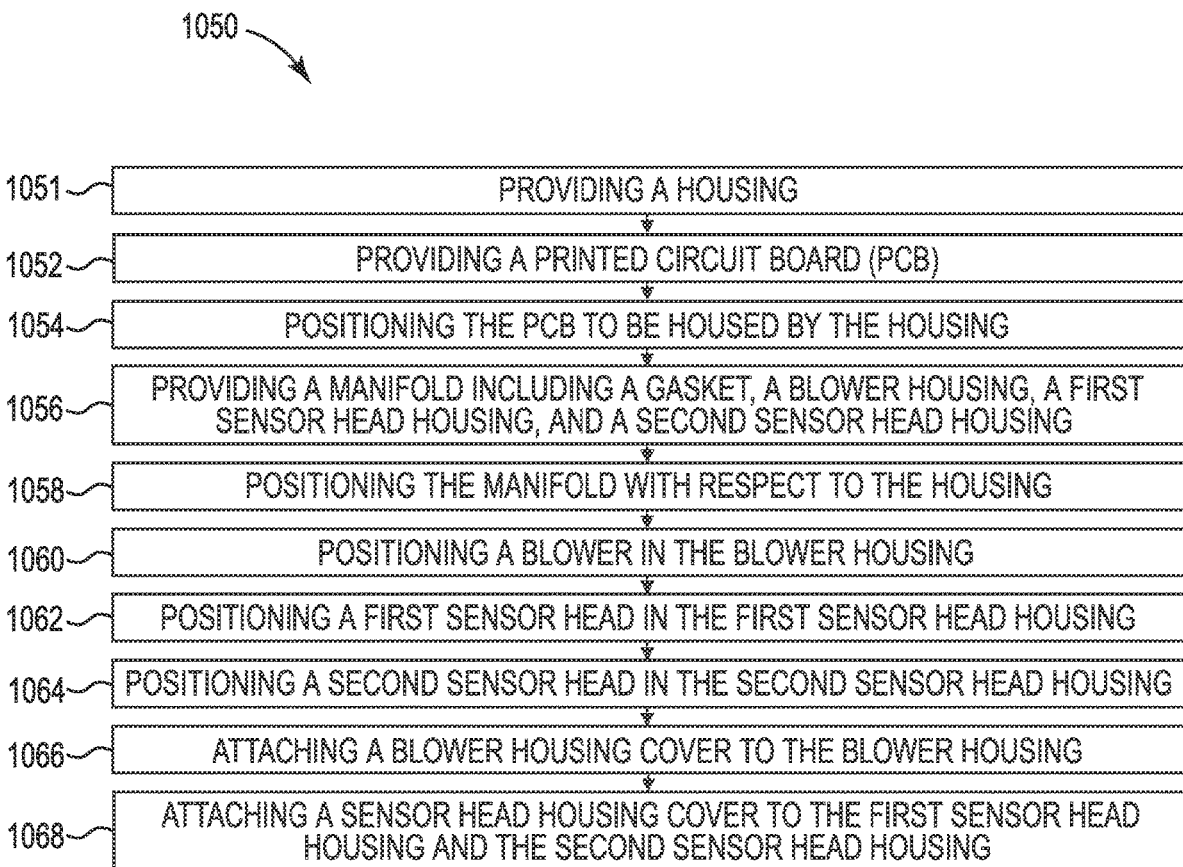 1050
1051
PROVIDING A HOUSING
1052
PROVIDING A PRINTED CIRCUIT BOARD (PCB)
1054
POSITIONING THE PCB TO BE HOUSED BY THE HOUSING
1056
PROVIDING A MANIFOLD INCLUDING A GASKET, A BLOWER HOUSING, A FIRST
SENSOR HEAD HOUSING, AND A SECOND SENSOR HEAD HOUSING
1058
POSITIONING THE MANIFOLD WITH RESPECT TO THE HOUSING
1060
POSITIONING A BLOWER IN THE BLOWER HOUSING
1062
POSITIONING A FIRST SENSOR HEAD IN THE FIRST SENSOR HEAD HOUSING
1064
POSITIONING A SECOND SENSOR HEAD IN THE SECOND SENSOR HEAD HOUSING
1066
ATTACHING A BLOWER HOUSING COVER TO THE BLOWER HOUSING
1068
ATTACHING A SENSOR HEAD HOUSING COVER TO THE FIRST SENSOR HEAD
HOUSING AND THE SECOND SENSOR HEAD HOUSING